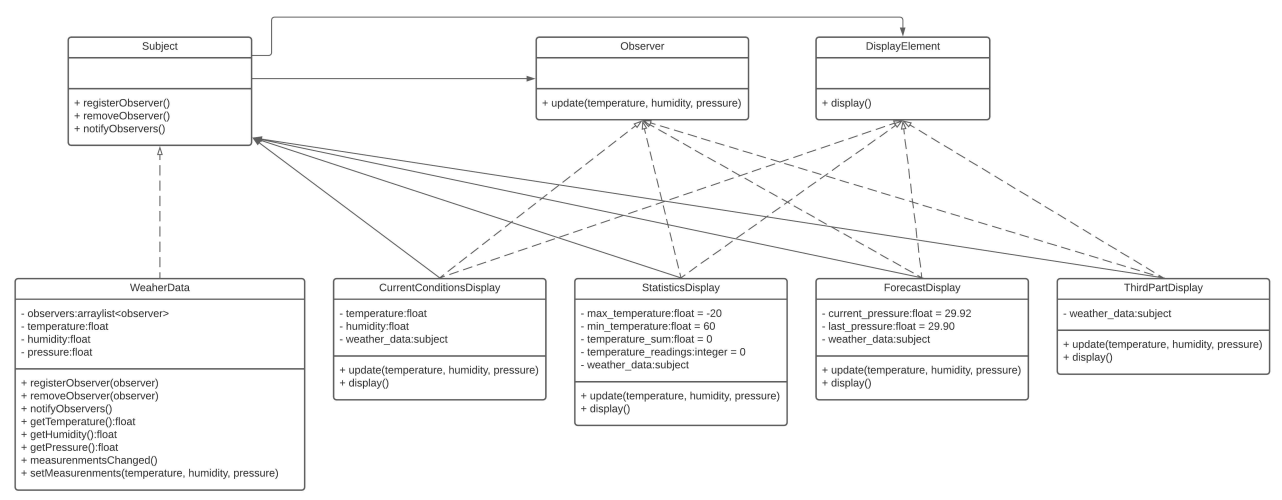 Subject
+ registerObserver()
+ removeObserver()
+ notifyObservers()
Observer
+ update(temperature, humidity, pressure)
DisplayElement
+ display()
WeaherData
- observers:arraylist<observer>
- temperature:float
- humidity:float
- pressure:float
+ registerObserver(observer)
+ removeObserver(observer)
+ notifyObservers()
+ getTemperature():float
+ getHumidity():float
+ getPressure():float
+ measurenmentsChanged()
+ setMeasurenments(temperature, humidity, pressure)
CurrentConditionsDisplay
- temperature:float
- humidity:float
- weather_data:subject
+ update(temperature, humidity, pressure)
+ display()
StatisticsDisplay
- max_temperature:float = -20
- min_temperature:float = 60
- temperature_sum:float = 0
- temperature_readings:integer = 0
- weather_data:subject
+ update(temperature, humidity, pressure)
+ display()
ForecastDisplay
- current_pressure:float = 29.92
- last_pressure:float = 29.90
- weather_data:subject
+ update(temperature, humidity, pressure)
+ display()
ThirdPartDisplay
- weather_data:subject
+ update(temperature, humidity, pressure)
+ display()